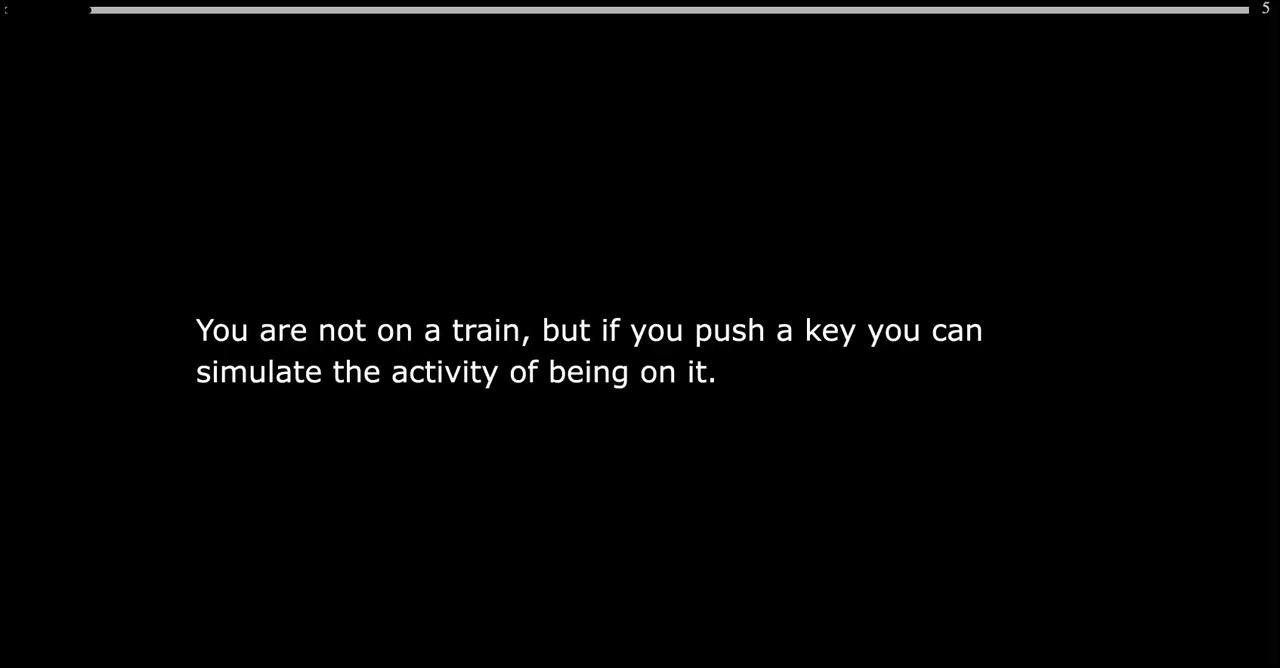 5
You are not on a train, but if you push a key you can
simulate the activity of being on it.